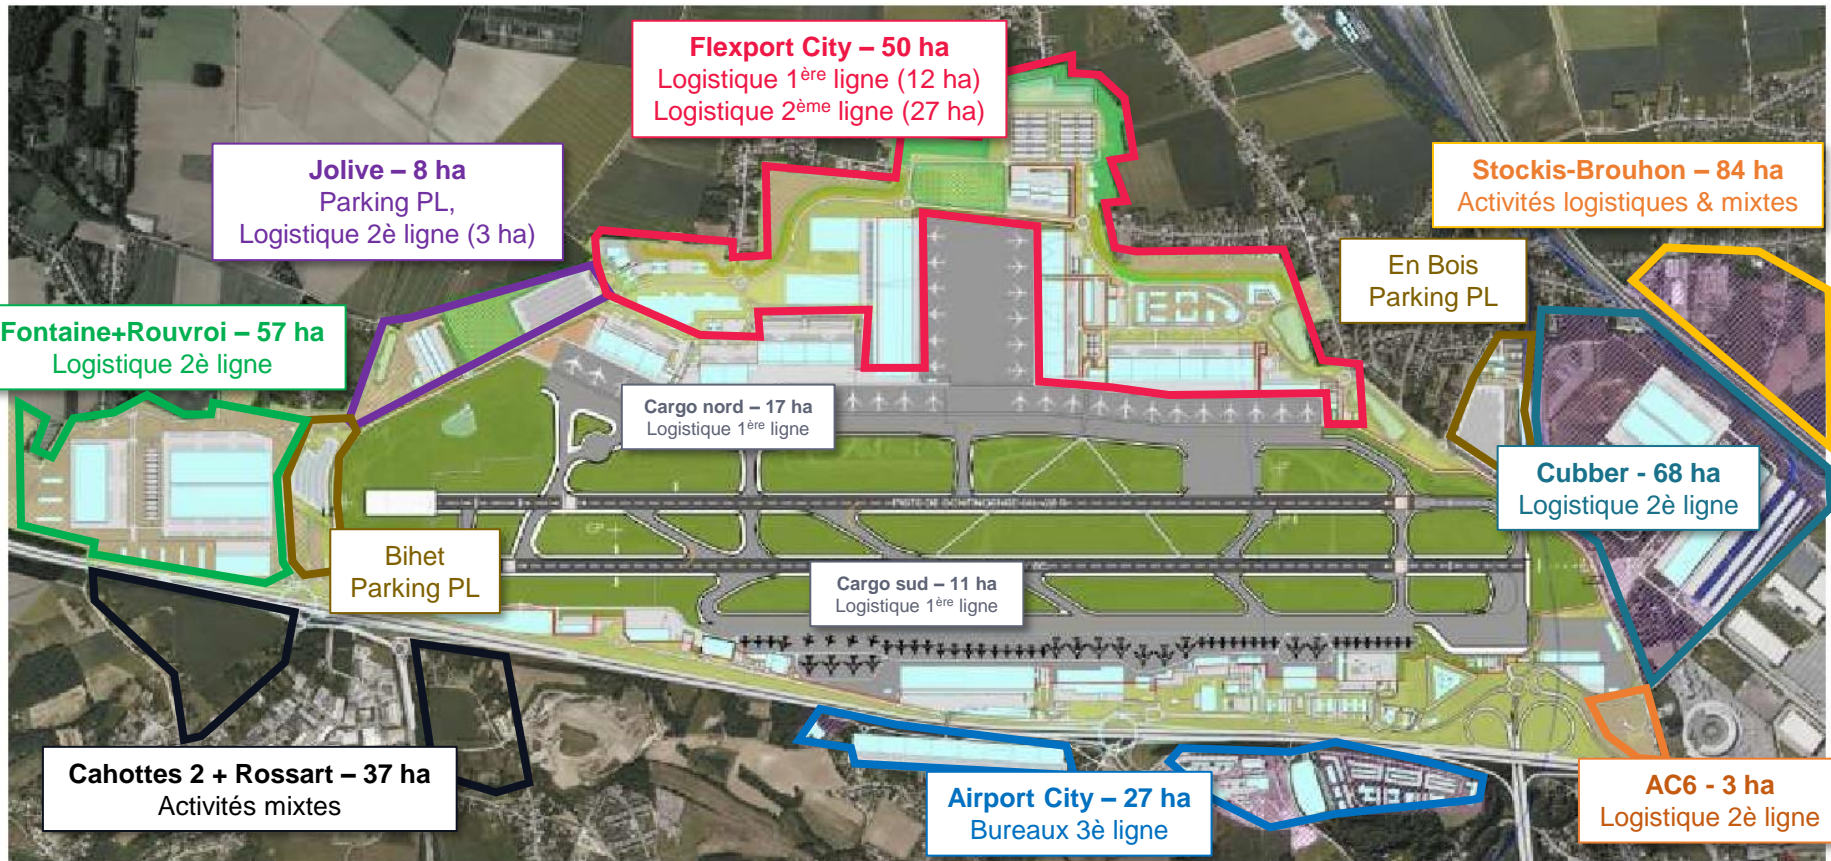 Flexport City – 50 ha
Logistique 1ère ligne (12 ha)
Logistique 2ème ligne (27 ha)
Jolive – 8 ha
Parking PL,
Logistique 2è ligne (3 ha)
Stockis-Brouhon – 84 ha
Activités logistiques & mixtes
En Bois
Parking PL
Fontaine+Rouvroi – 57 ha
Logistique 2è ligne
Cargo nord – 17 ha
Logistique 1ère ligne
Cubber - 68 ha
Logistique 2è ligne
Bihet
Parking PL
Cargo sud – 11 ha
Logistique 1ère ligne
Cahottes 2 + Rossart – 37 ha
Activités mixtes
Airport City – 27 ha
Bureaux 3è ligne
AC6 - 3 ha
Logistique 2è ligne